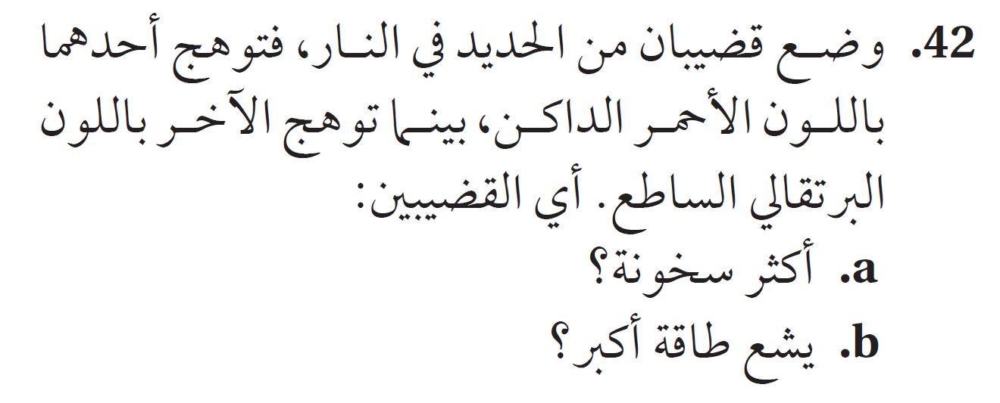 42. وضع قضيبان من الحديد في النار، فتوهج أحدهما
باللون الأحمر الداكن، بينما توهج الآخر باللون
البرتقالي الساطع. أي القضيبين:
a. أكثر سخونة؟
b. يشع طاقة أكبر؟